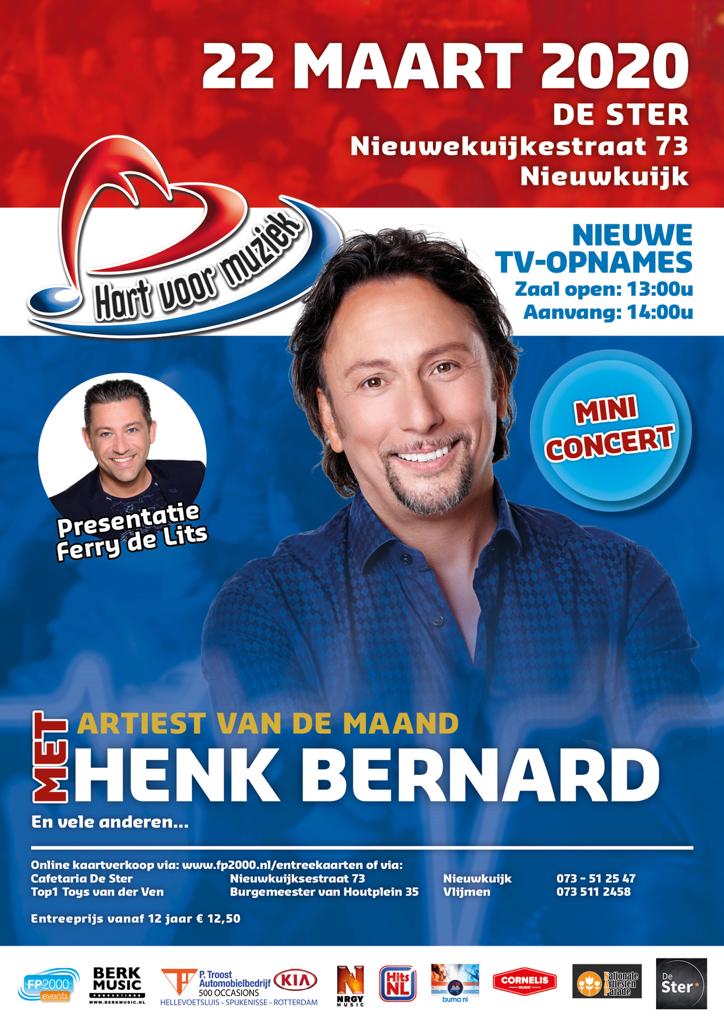 22 MAART 2020
DE STER
Nieuwekuijkestraat 73
Nieuwkuijk
Hart voor muziek
NIEUWE
TV-OPNAMES
Zaal open: 13:00u
Aanvang: 14:00u
MINI
CONCERT
Presentatie
Ferry de Lits
MET
ARTIEST VAN DE MAAND
HENK BERNARD
En vele anderen...
Online kaartverkoop via: www.fp2000.nl/entreekaarten of via:
Cafetaria De Ster Nieuwkuijksestraat 73 Nieuwkuijk 073 - 51 25 47
Top1 Toys van der Ven Burgemeester van Houtplein 35 Vlijmen 073 511 2458
Entreeprijs vanaf 12 jaar € 12,50
FP2000
events
BERK
MUSIC
WWW.BERKMUSIC.NL
P. Troost
Automobielbedrijf
500 OCCASIONS
KIA
HELLEVOETSLUIS - SPIJKENISSE - ROTTERDAM
N
NRGY
MUSIC
Hits
NL
buma.nl
CORNELIS
MUSIC
Nationale
Artiesten
Parade
De
Ster*